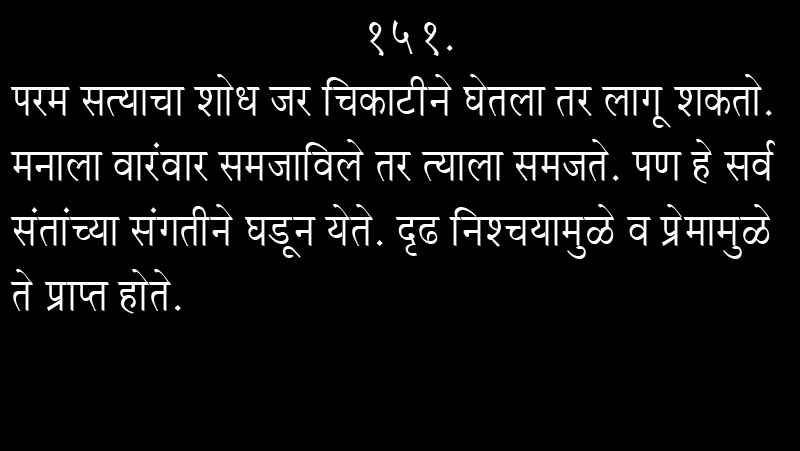 १५१.
परम सत्याचा शोध जर चिकाटीने घेतला तर लागू शकतो.
मनाला वारंवार समजाविले तर त्याला समजते. पण हे सर्व
संतांच्या संगतीने घडून येते. दृढ निश्चयामुळे व प्रेमामुळे
ते प्राप्त होते.